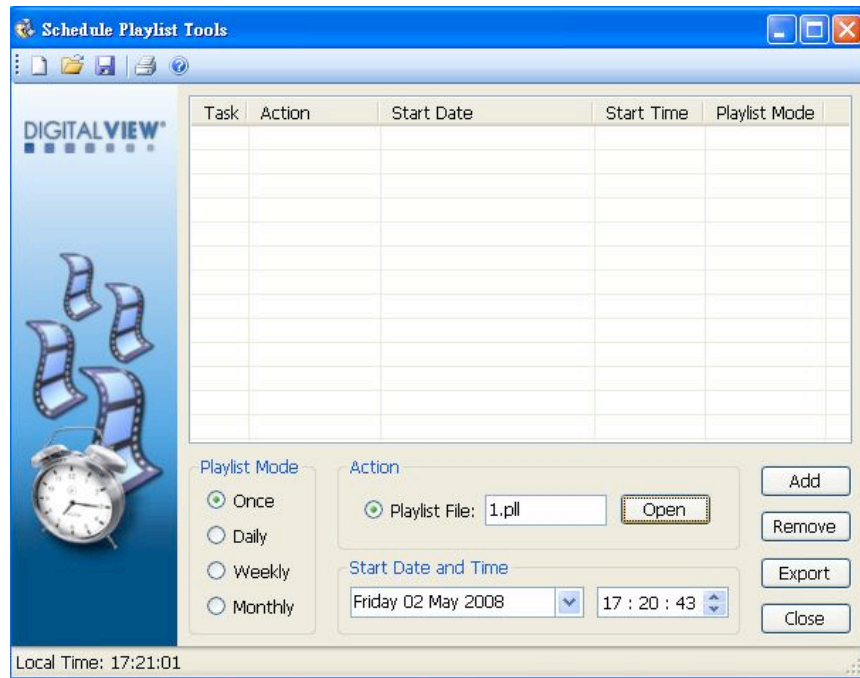 Schedule Playlist Tools
DIGITALVIEW®
Task Action Start Date Start Time Playlist Mode
Playlist Mode
Once
Daily
Weekly
Monthly
Action
Playlist File: 1.pll Open
Start Date and Time
Friday 02 May 2008 17 : 20 : 43
Add
Remove
Export
Close
Local Time: 17:21:01